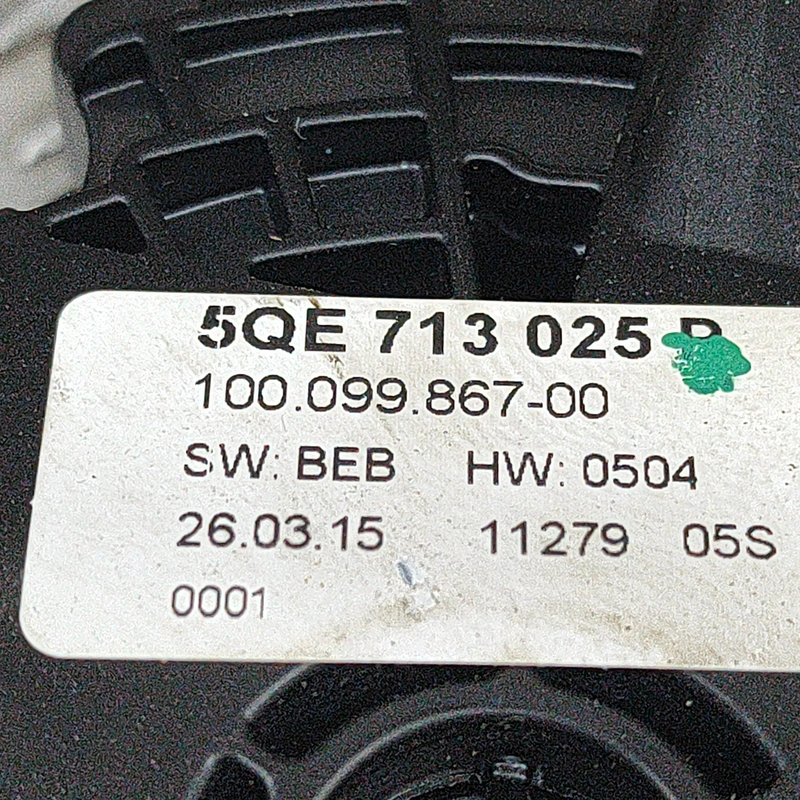 5QE 713 025
100.099.867-00
SW: BEB HW: 0504
26.03.15 11279 05S
0001